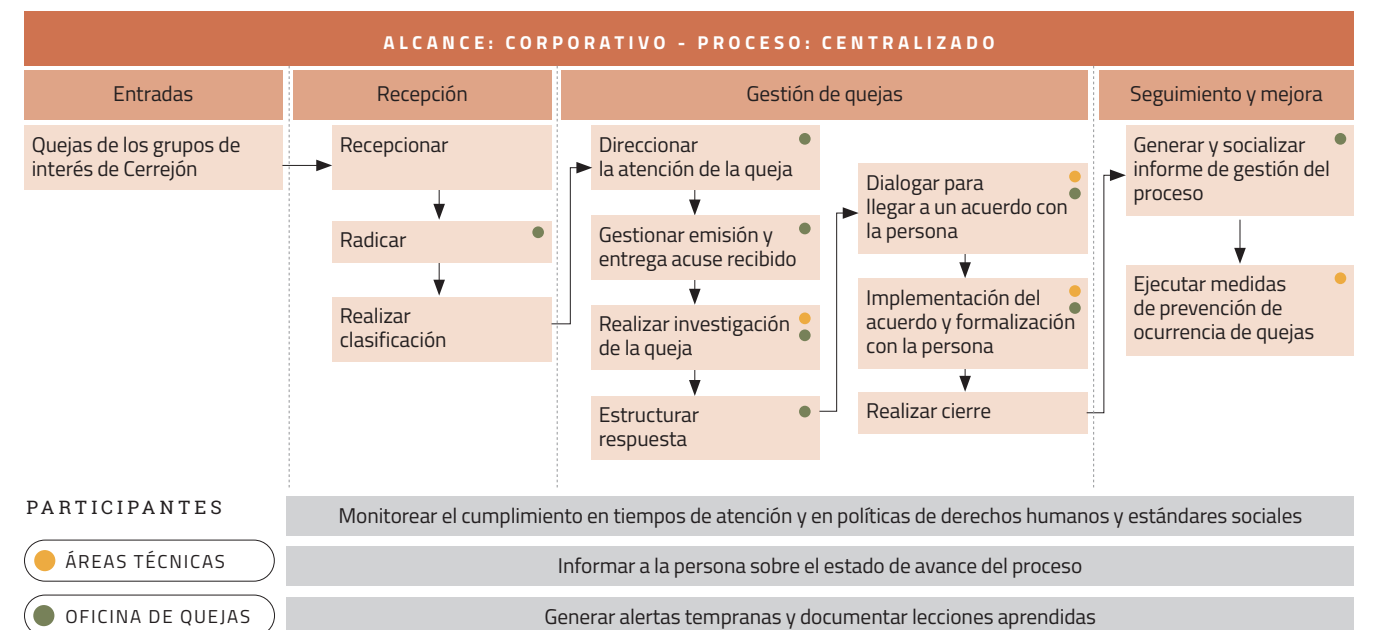 ALCANCE: CORPORATIVO - PROCESO: CENTRALIZADO
Entradas
Recepción
Gestión de quejas
Seguimiento y mejora
Quejas de los grupos de
interés de Cerrejón
Recepcionar
Radicar
Realizar
clasificación
Direccionar
la atención de la queja
Gestionar emisión y
entrega acuse recibido
Realizar investigación
de la queja
Estructurar
respuesta
Dialogar para
llegar a un acuerdo con
la persona
Implementación del
acuerdo y formalización
con la persona
Realizar cierre
Generar y socializar
informe de gestión del
proceso
Ejecutar medidas
de prevención de
ocurrencia de quejas
PARTICIPANTES
ÁREAS TÉCNICAS
OFICINA DE QUEJAS
Monitorear el cumplimiento en tiempos de atención y en políticas de derechos humanos y estándares sociales
Informar a la persona sobre el estado de avance del proceso
Generar alertas tempranas y documentar lecciones aprendidas